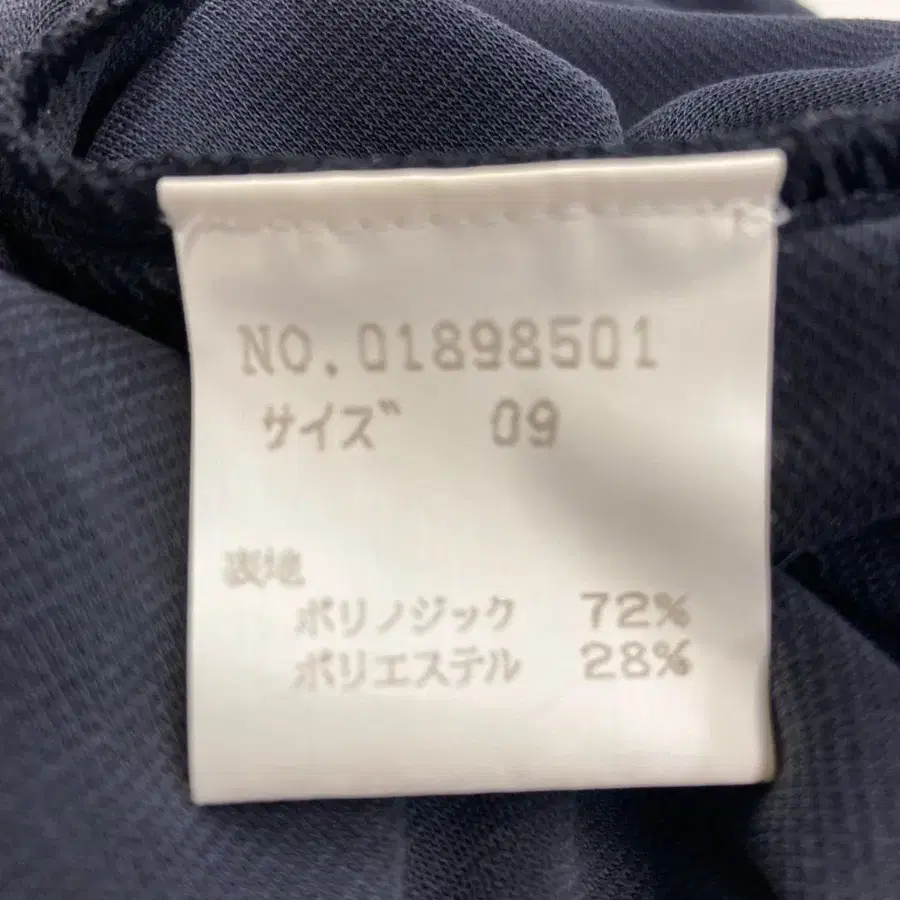 NO.01898501
サイズ 09
表地
ポリノジック 72%
ポリエステル 28%